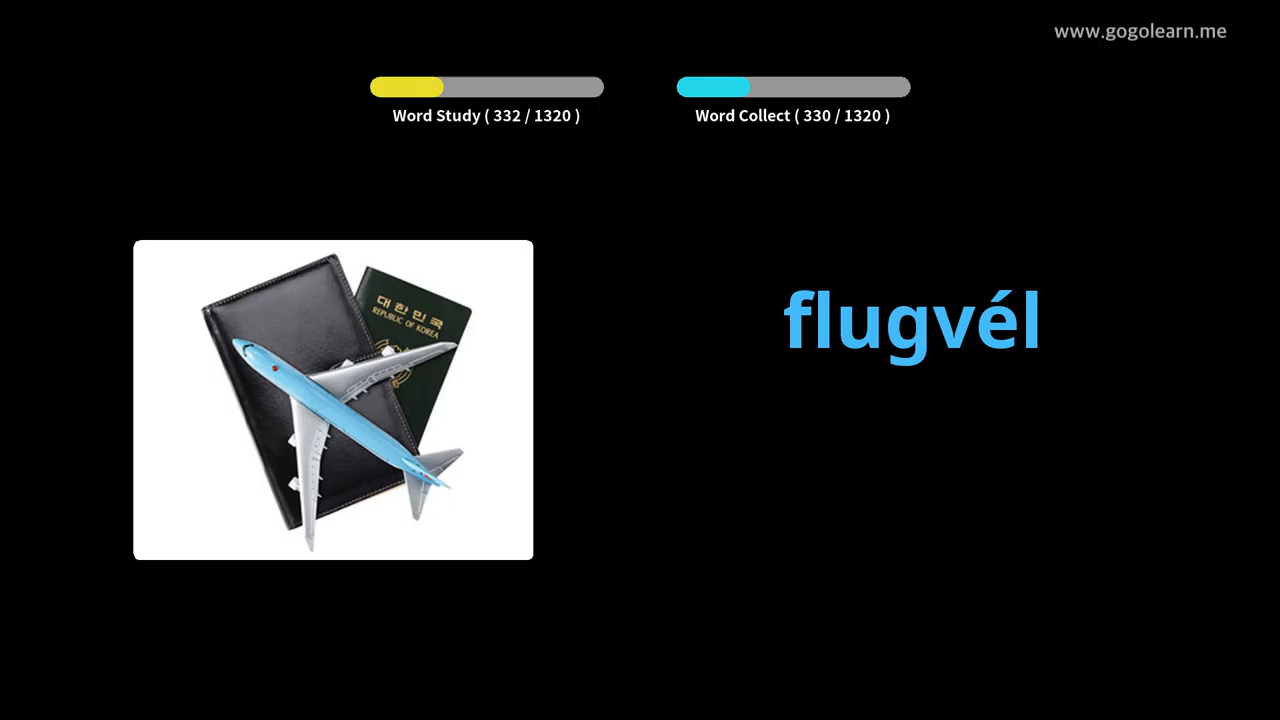 www.gogolearn.me
Word Study ( 332 / 1320 )
Word Collect ( 330 / 1320 )
대한민국
REPUBLIC OF KOREA
flugvél